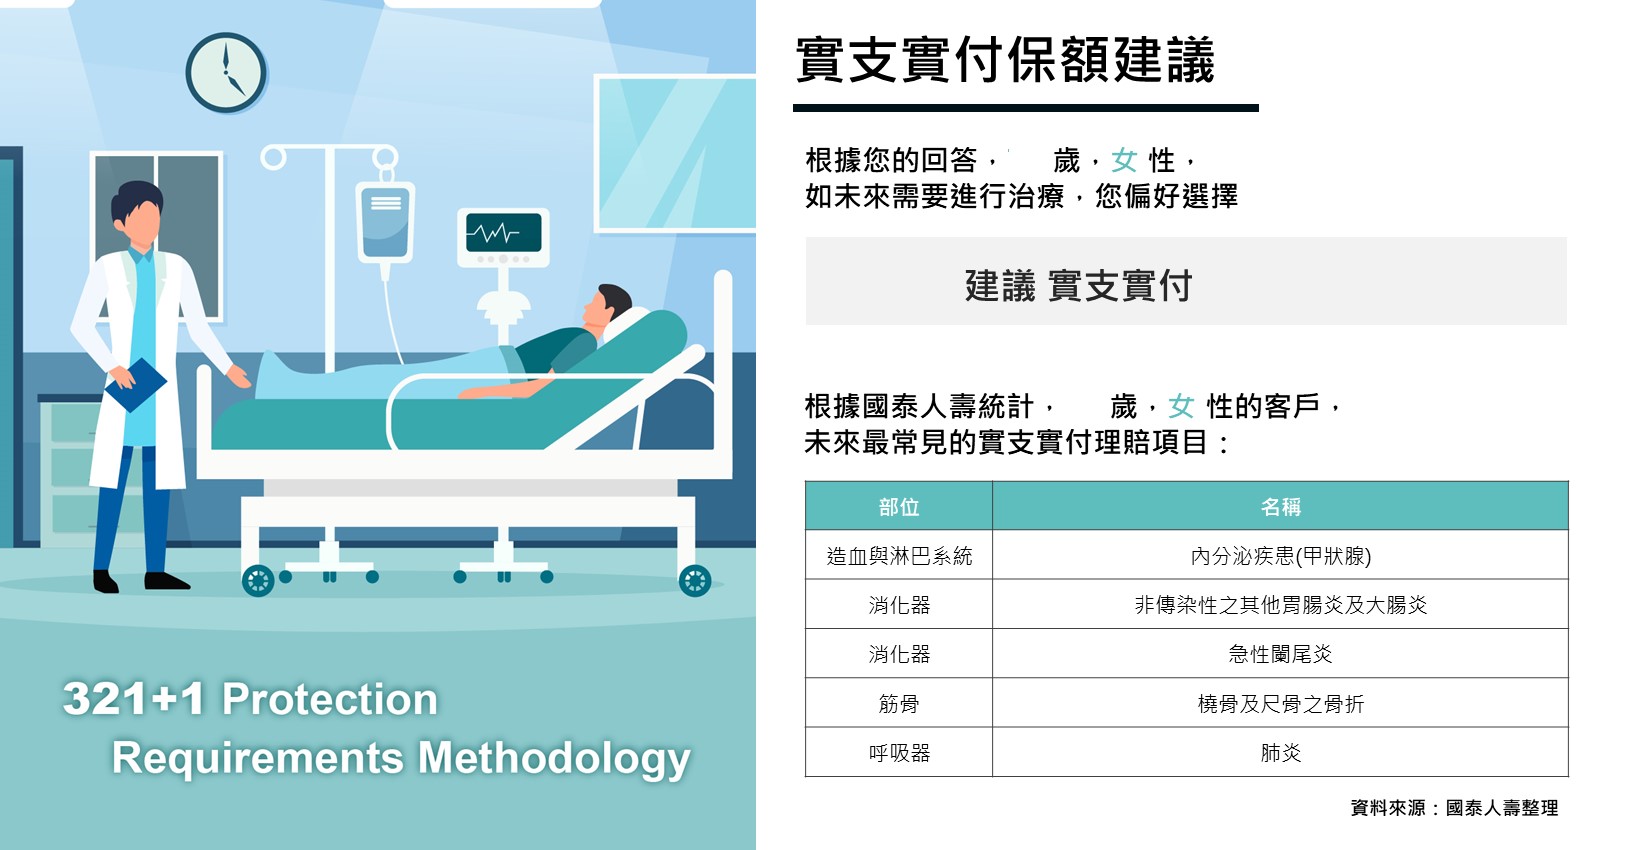 321+1 Protection
Requirements Methodology
實支實付保額建議
根據您的回答， 歲，女 性，
如未來需要進行治療，您偏好選擇
建議 實支實付
根據國泰人壽統計， 歲，女 性的客戶，
未來最常見的實支實付理賠項目：
部位 名稱
造血與淋巴系統 內分泌疾患(甲狀腺)
消化器 非傳染性之其他胃腸炎及大腸炎
消化器 急性闌尾炎
筋骨 橈骨及尺骨之骨折
呼吸器 肺炎
資料來源：國泰人壽整理